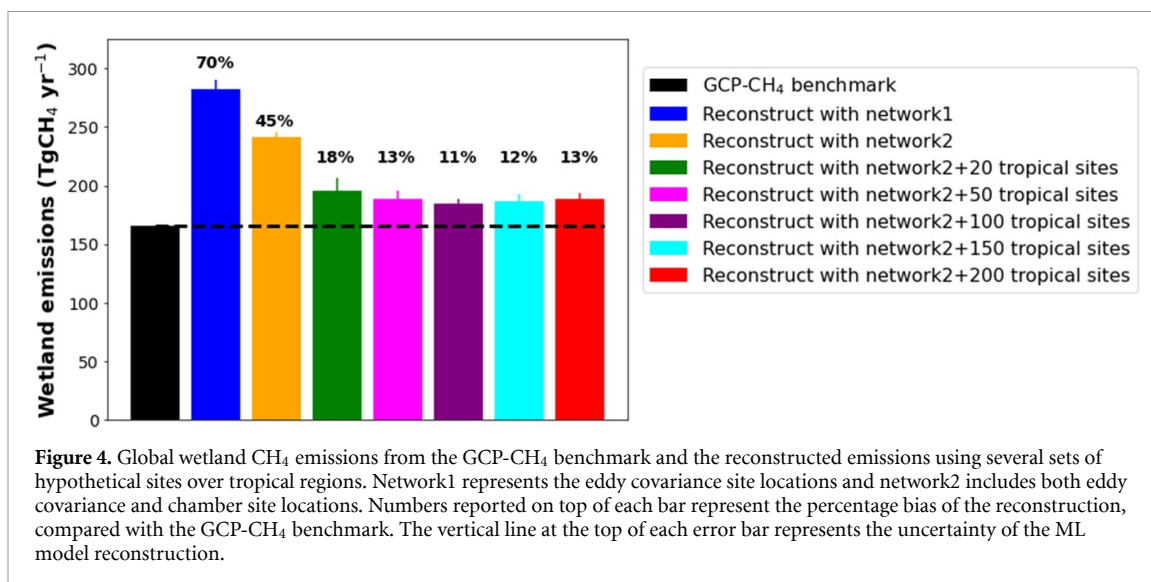 Wetland emissions (TgCH₄ yr⁻¹)
300
250
200
150
100
50
0
70%
45%
18%
13%
11%
12%
13%
GCP-CH₄ benchmark
Reconstruct with network1
Reconstruct with network2
Reconstruct with network2+20 tropical sites
Reconstruct with network2+50 tropical sites
Reconstruct with network2+100 tropical sites
Reconstruct with network2+150 tropical sites
Reconstruct with network2+200 tropical sites
Figure 4. Global wetland CH₄ emissions from the GCP-CH₄ benchmark and the reconstructed emissions using several sets of
hypothetical sites over tropical regions. Network1 represents the eddy covariance site locations and network2 includes both eddy
covariance and chamber site locations. Numbers reported on top of each bar represent the percentage bias of the reconstruction,
compared with the GCP-CH₄ benchmark. The vertical line at the top of each error bar represents the uncertainty of the ML
model reconstruction.